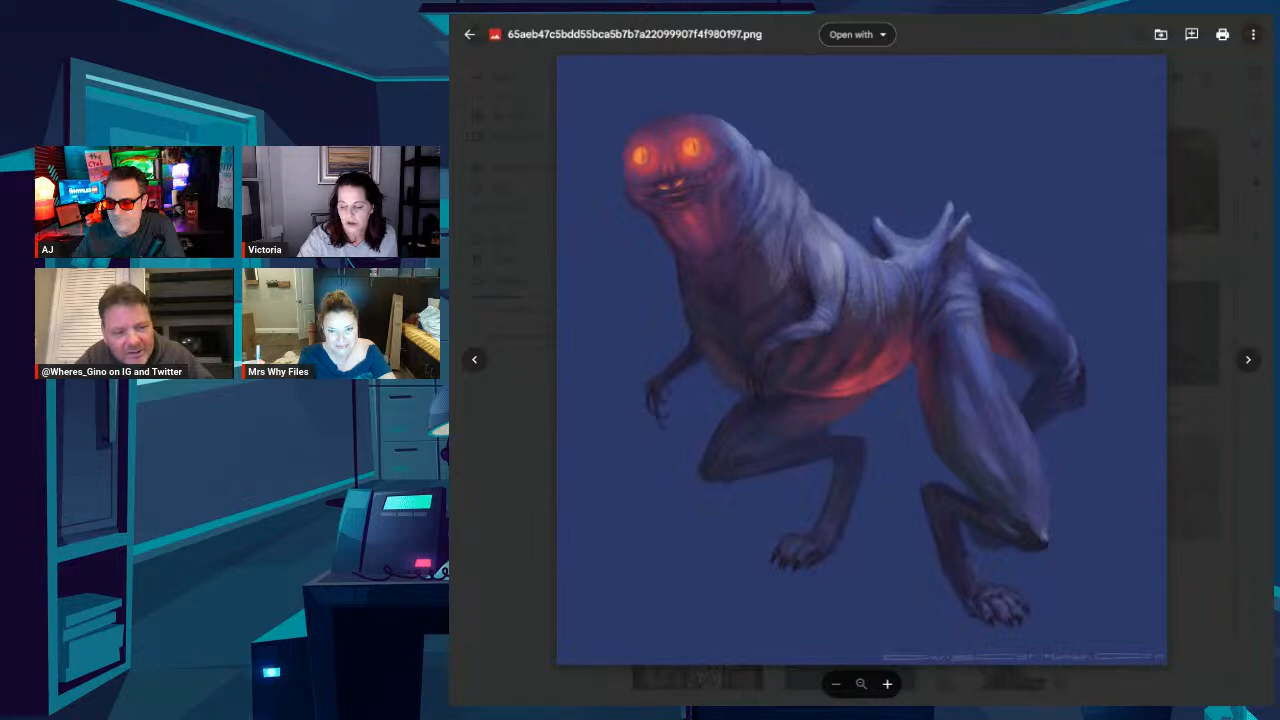 65aeb47c5bdd55bca5b7b7a22099907f4f980197.png
Open with
AJ
Victoria
@Wheres_Gino on IG and Twitter
Mrs Why Files